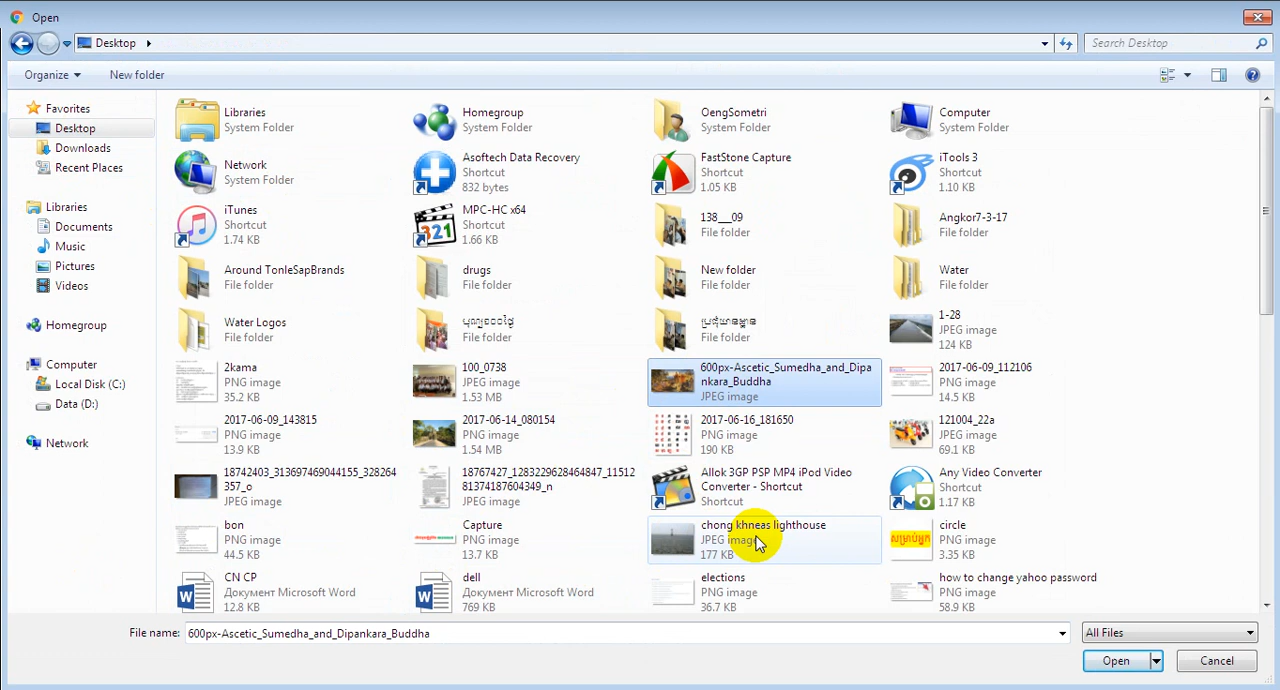 Open
Desktop
Search Desktop
Organize
New folder
Favorites
Desktop
Downloads
Recent Places
Libraries
Documents
Music
Pictures
Videos
Homegroup
Computer
Local Disk (C:)
Data (D:)
Network
Libraries
System Folder
Homegroup
System Folder
OengSometri
System Folder
Computer
System Folder
Network
System Folder
Asoftech Data Recovery
Shortcut
832 bytes
FastStone Capture
Shortcut
1.05 KB
iTools 3
Shortcut
1.10 KB
iTunes
Shortcut
1.74 KB
MPC-HC x64
Shortcut
1.66 KB
138___09
File folder
Angkor7-3-17
File folder
Around TonleSapBrands
File folder
drugs
File folder
New folder
File folder
Water
File folder
Water Logos
File folder
File folder
File folder
1-28
JPEG image
124 KB
2kama
PNG image
35.2 KB
100_0738
JPEG image
1.53 MB
600px-Ascetic_Sumedha_and_Dipa
nkara_Buddha
JPEG image
2017-06-09_112106
PNG image
14.5 KB
2017-06-09_143815
PNG image
13.9 KB
2017-06-14_080154
PNG image
1.54 MB
2017-06-16_181650
PNG image
190 KB
121004_22a
JPEG image
69.1 KB
18742403_313697469044155_328264
357_o
JPEG image
18767427_1283229628464847_11512
81374187604349_n
JPEG image
Allok 3GP PSP MP4 iPod Video
Converter - Shortcut
Shortcut
Any Video Converter
Shortcut
1.17 KB
bon
PNG image
44.5 KB
Capture
PNG image
13.7 KB
chong khneas lighthouse
JPEG image
177 KB
សម្រាប់អ្នក
circle
PNG image
3.35 KB
CN CP
Документ Microsoft Word
12.8 KB
dell
Документ Microsoft Word
769 KB
elections
PNG image
36.7 KB
how to change yahoo password
PNG image
58.9 KB
File name:
600px-Ascetic_Sumedha_and_Dipankara_Buddha
All Files
Open
Cancel